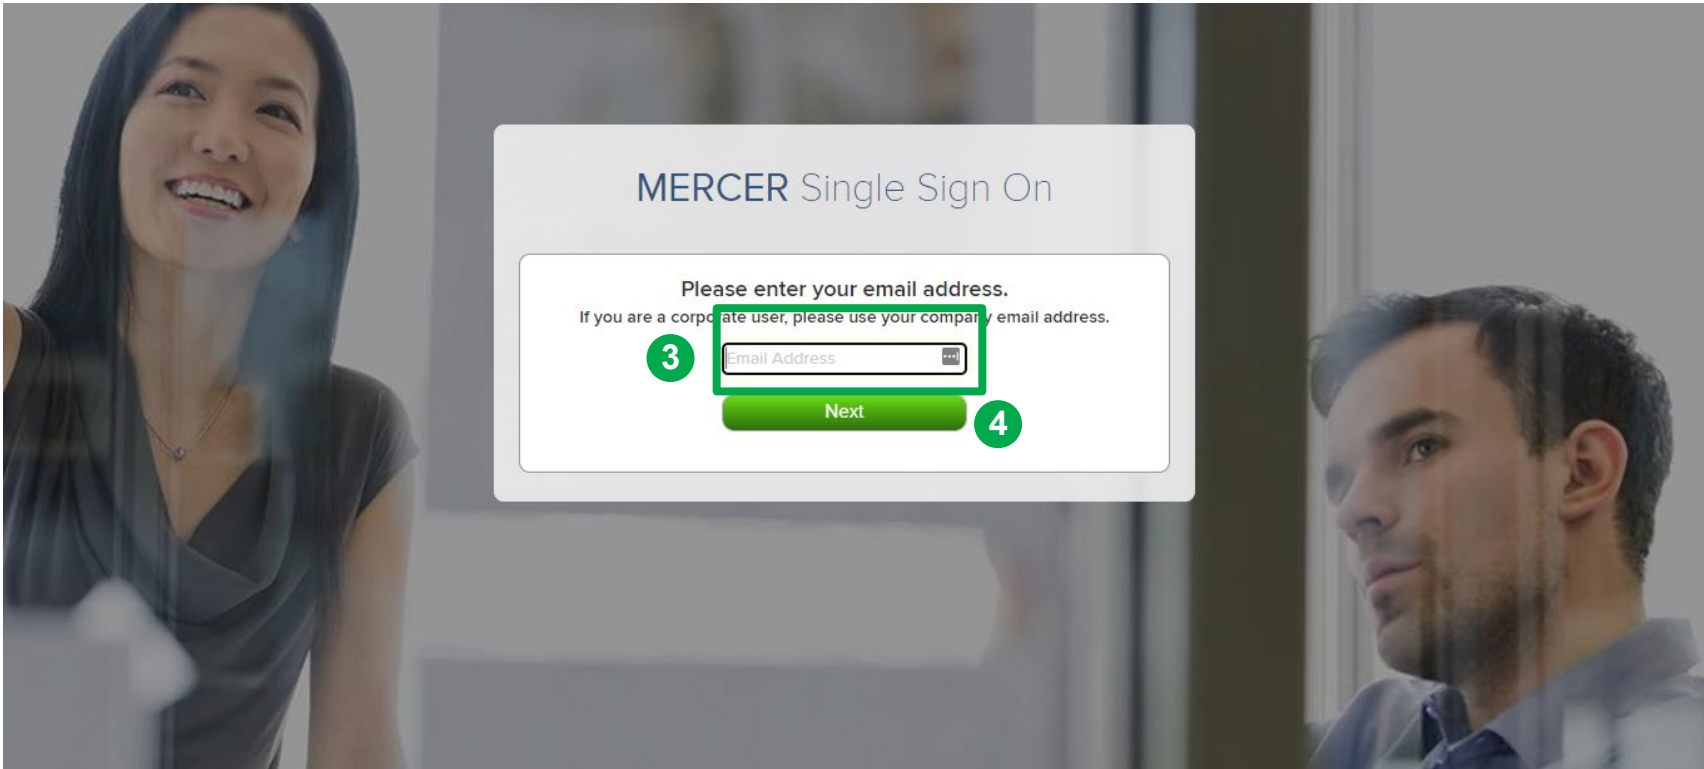 MERCER Single Sign On
Please enter your email address.
If you are a corporate user, please use your company email address.
3
Email Address
Next
4